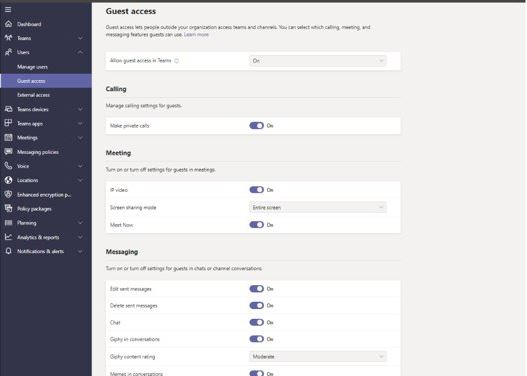 Dashboard
Teams
Users
Manage users
Guest access
External access
Teams devices
Teams apps
Meetings
Messaging policies
Voice
Locations
Enhanced encryption p...
Policy packages
Planning
Analytics & reports
Notifications & alerts
Guest access
Guest access lets people outside your organization access teams and channels. You can select which calling, meeting, and
messaging features guests can use. Learn more
Allow guest access in Teams On
Calling
Manage calling settings for guests.
Make private calls On
Meeting
Turn on or turn off settings for guests in meetings.
IP video On
Screen sharing mode Entire screen
Meet Now On
Messaging
Turn on or turn off settings for guests in chats or channel conversations.
Edit sent messages On
Delete sent messages On
Chat On
Giphy in conversations On
Giphy content rating Moderate
Memes in conversations On